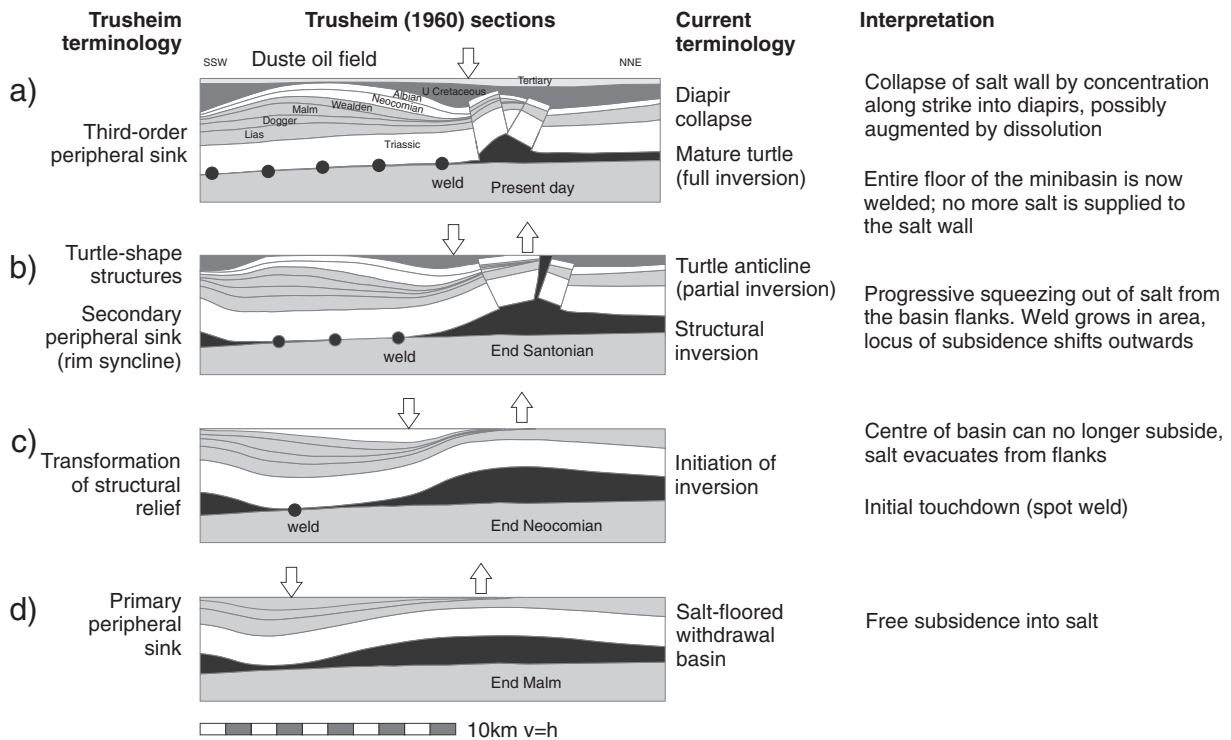 Trusheim
terminology
Trusheim (1960) sections
Current
terminology
Interpretation
SSW
Duste oil field
NNE
a)
Third-order
peripheral sink
Tertiary
U Cretaceous
Albian
Neocomian
Wealden
Malm
Dogger
Lias
Triassic
weld
Present day
Diapir
collapse
Mature turtle
(full inversion)
Collapse of salt wall by concentration
along strike into diapirs, possibly
augmented by dissolution
Entire floor of the minibasin is now
welded; no more salt is supplied to
the salt wall
b)
Turtle-shape
structures
Secondary
peripheral sink
(rim syncline)
weld
End Santonian
Turtle anticline
(partial inversion)
Structural
inversion
Progressive squeezing out of salt from
the basin flanks. Weld grows in area,
locus of subsidence shifts outwards
c)
Transformation
of structural
relief
weld
End Neocomian
Initiation of
inversion
Centre of basin can no longer subside,
salt evacuates from flanks
Initial touchdown (spot weld)
d)
Primary
peripheral
sink
End Malm
Salt-floored
withdrawal
basin
Free subsidence into salt
10km v=h